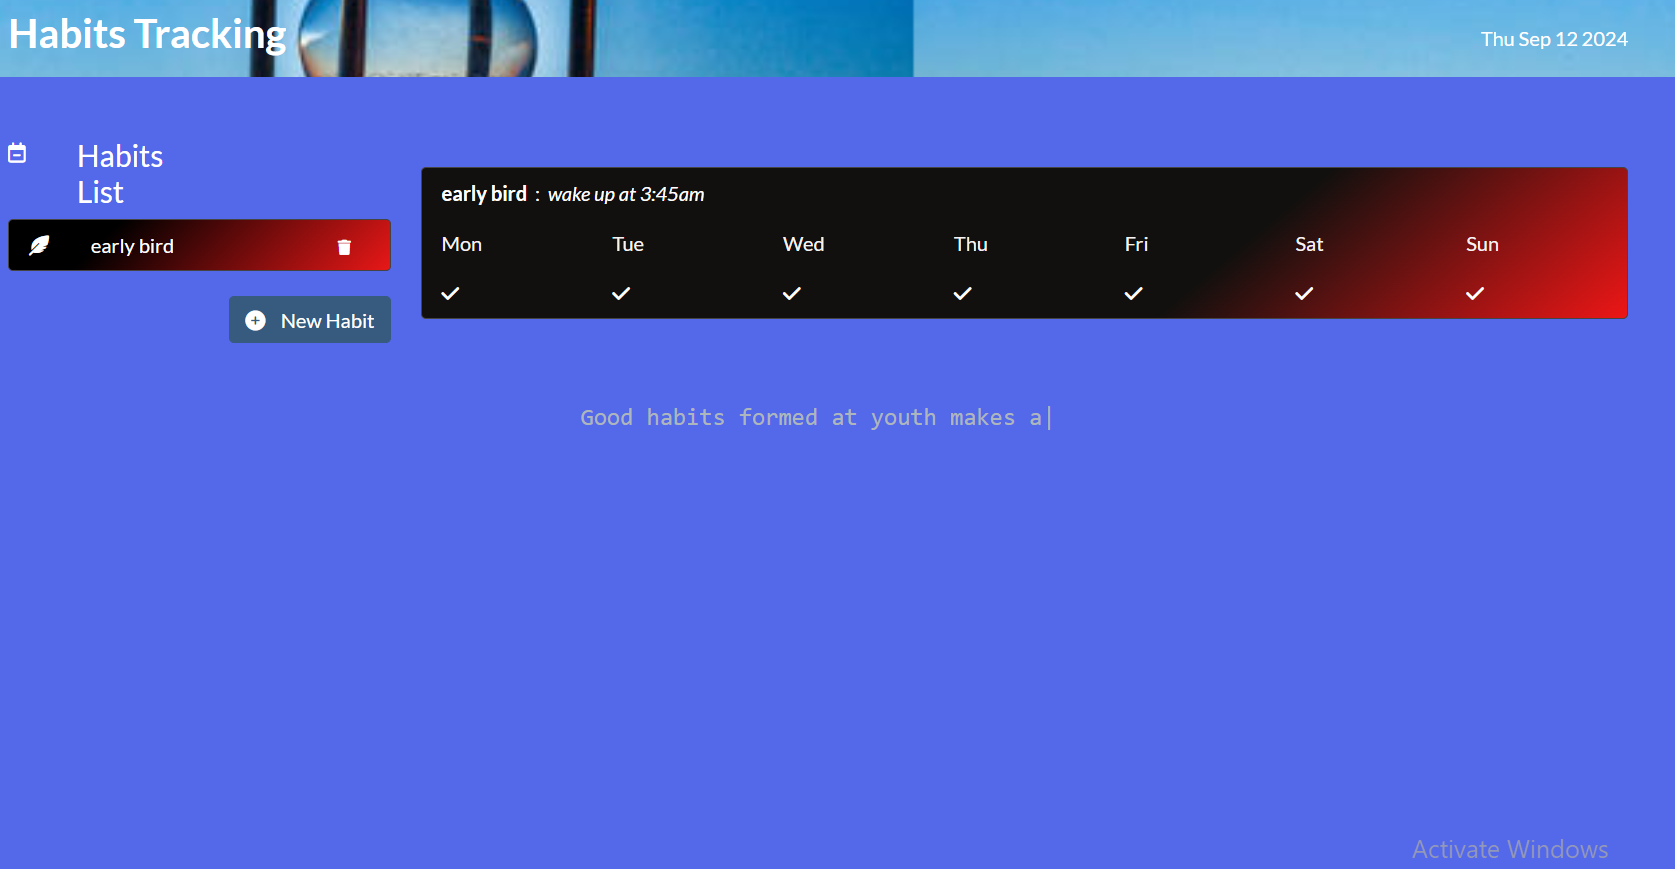 Habits Tracking
Thu Sep 12 2024
Habits
List
early bird
New Habit
early bird : wake up at 3:45am
Mon Tue Wed Thu Fri Sat Sun
Good habits formed at youth makes a
Activate Windows